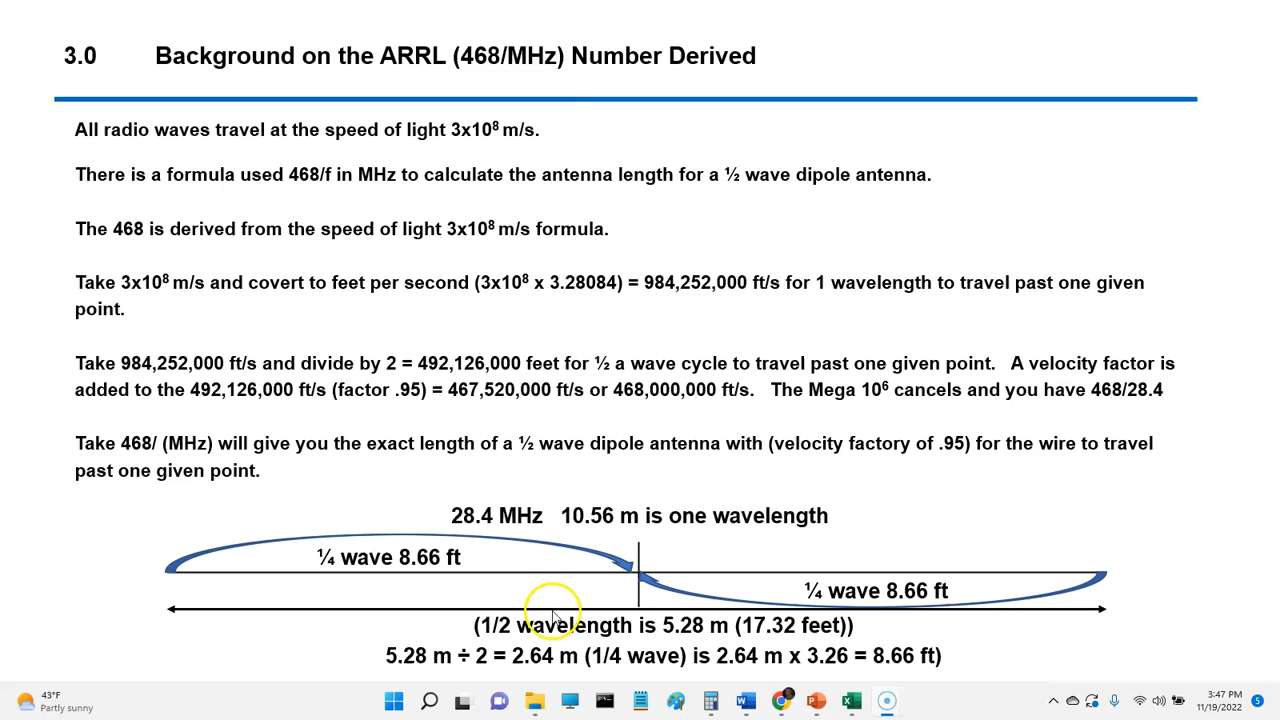 3.0 Background on the ARRL (468/MHz) Number Derived
All radio waves travel at the speed of light 3x10⁸ m/s.
There is a formula used 468/f in MHz to calculate the antenna length for a ½ wave dipole antenna.
The 468 is derived from the speed of light 3x10⁸ m/s formula.
Take 3x10⁸ m/s and covert to feet per second (3x10⁸ x 3.28084) = 984,252,000 ft/s for 1 wavelength to travel past one given
point.
Take 984,252,000 ft/s and divide by 2 = 492,126,000 feet for ½ a wave cycle to travel past one given point. A velocity factor is
added to the 492,126,000 ft/s (factor .95) = 467,520,000 ft/s or 468,000,000 ft/s. The Mega 10⁶ cancels and you have 468/28.4
Take 468/ (MHz) will give you the exact length of a ½ wave dipole antenna with (velocity factory of .95) for the wire to travel
past one given point.
28.4 MHz 10.56 m is one wavelength
¼ wave 8.66 ft
¼ wave 8.66 ft
(1/2 wavelength is 5.28 m (17.32 feet))
5.28 m ÷ 2 = 2.64 m (1/4 wave) is 2.64 m x 3.26 = 8.66 ft)
43°F
Partly sunny
3:47 PM
11/19/2022
5